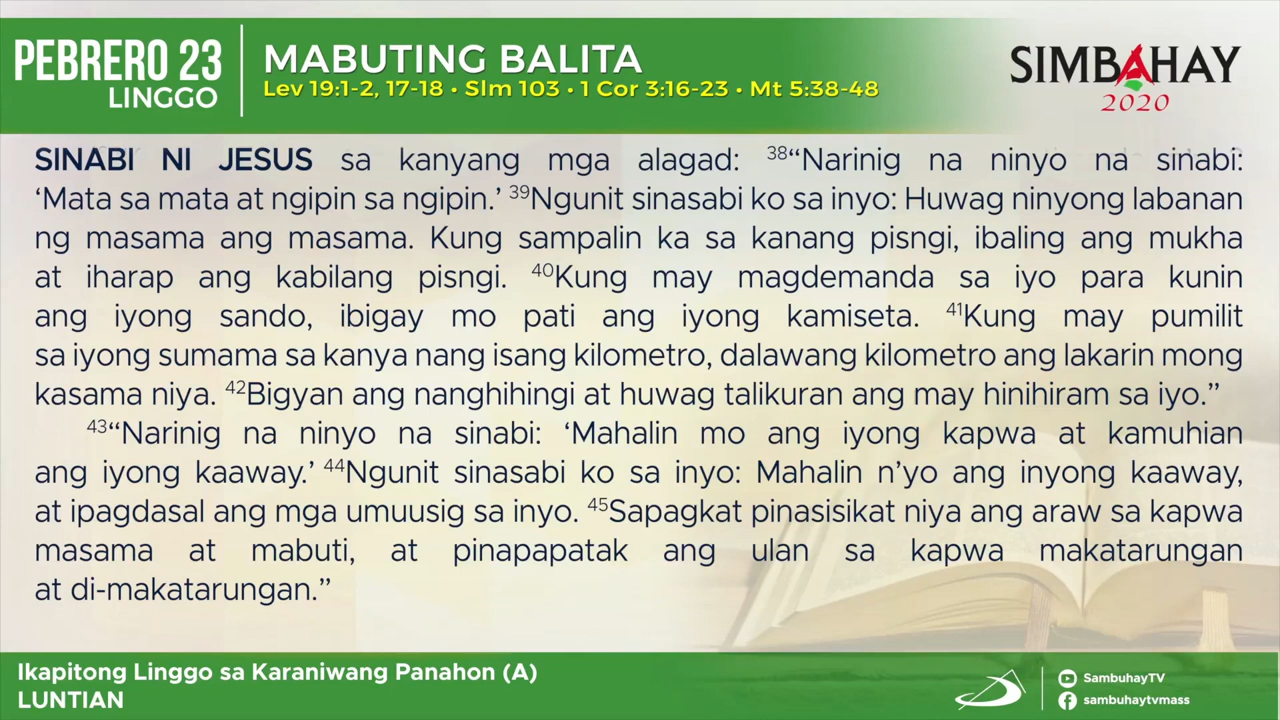 PEBRERO 23
LINGGO
MABUTING BALITA
Lev 19:1-2, 17-18 • Slm 103 • 1 Cor 3:16-23 • Mt 5:38-48
SIMBAHAY
2020
SINABI NI JESUS sa kanyang mga alagad: 38“Narinig na ninyo na sinabi:
‘Mata sa mata at ngipin sa ngipin.’ 39Ngunit sinasabi ko sa inyo: Huwag ninyong labanan
ng masama ang masama. Kung sampalin ka sa kanang pisngi, ibaling ang mukha
at iharap ang kabilang pisngi. 40Kung may magdemanda sa iyo para kunin
ang iyong sando, ibigay mo pati ang iyong kamiseta. 41Kung may pumilit
sa iyong sumama sa kanya nang isang kilometro, dalawang kilometro ang lakarin mong
kasama niya. 42Bigyan ang nanghihingi at huwag talikuran ang may hinihiram sa iyo.”
43“Narinig na ninyo na sinabi: ‘Mahalin mo ang iyong kapwa at kamuhian
ang iyong kaaway.’ 44Ngunit sinasabi ko sa inyo: Mahalin n’yo ang inyong kaaway,
at ipagdasal ang mga umuusig sa inyo. 45Sapagkat pinasisikat niya ang araw sa kapwa
masama at mabuti, at pinapapatak ang ulan sa kapwa makatarungan
at di-makatarungan.”
Ikapitong Linggo sa Karaniwang Panahon (A)
LUNTIAN
SambuhayTV
sambuhaytvmass